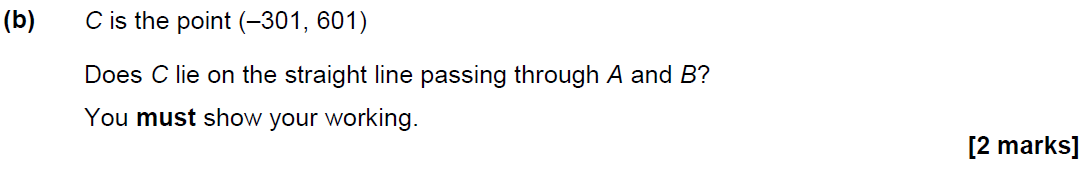 (b) C is the point (–301, 601)
Does C lie on the straight line passing through A and B?
You must show your working.
[2 marks]